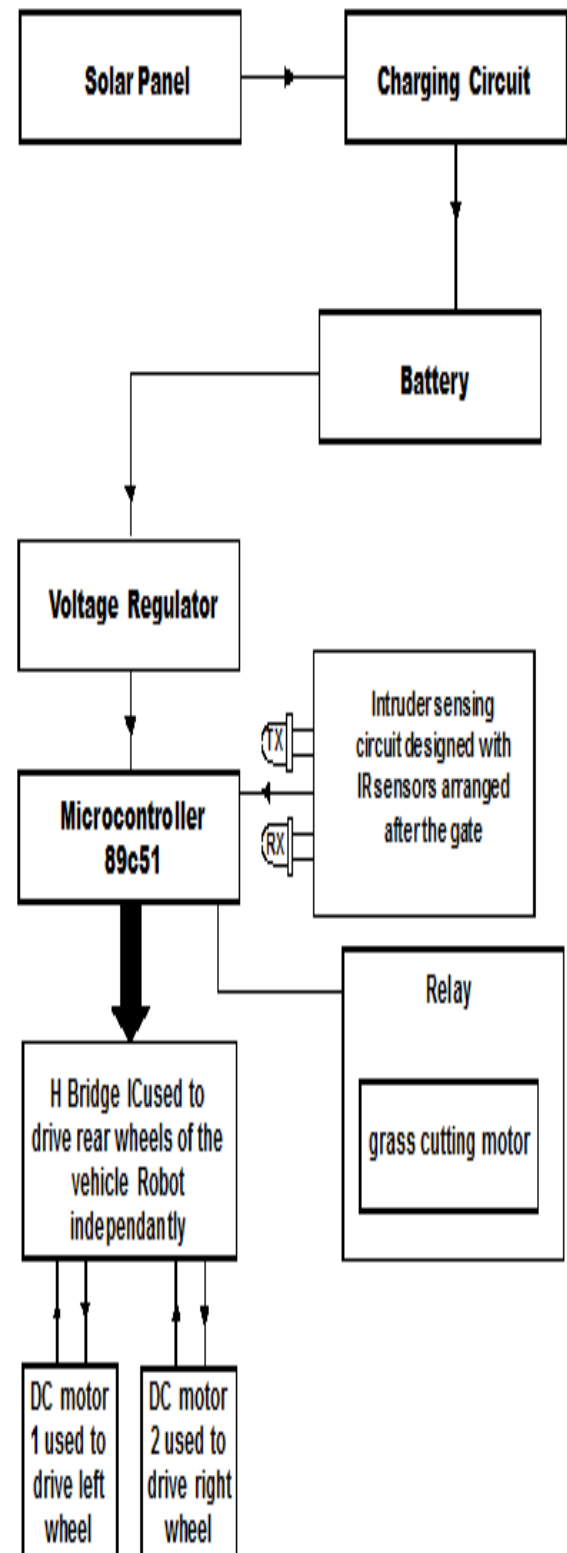 Solar Panel
Charging Circuit
Battery
Voltage Regulator
Intruder sensing
circuit designed with
IR sensors arranged
after the gate
TX
RX
Microcontroller
89c51
Relay
grass cutting motor
H Bridge ICused to
drive rear wheels of the
vehicle Robot
independantly
DC motor
1 used to
drive left
wheel
DC motor
2 used to
drive right
wheel